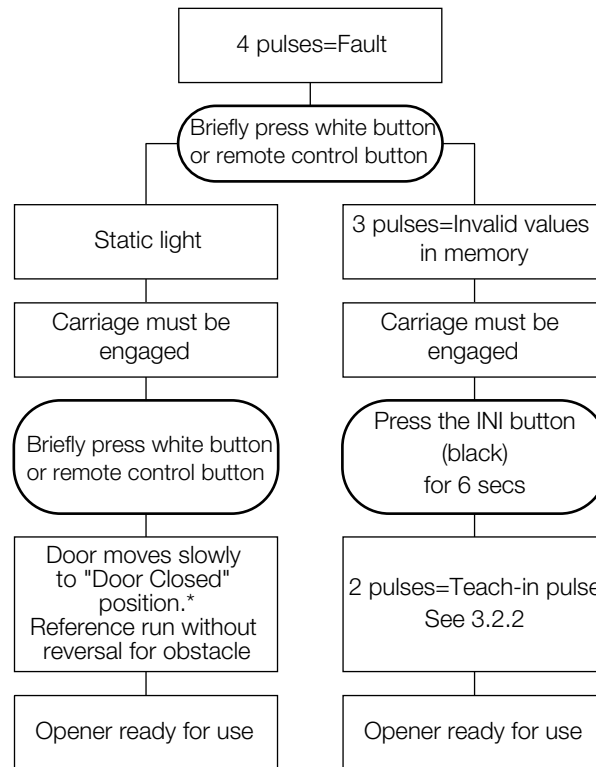 4 pulses=Fault
Briefly press white button
or remote control button
Static light
Carriage must be
engaged
Briefly press white button
or remote control button
Door moves slowly
to "Door Closed"
position.*
Reference run without
reversal for obstacle
Opener ready for use
3 pulses=Invalid values
in memory
Carriage must be
engaged
Press the INI button
(black)
for 6 secs
2 pulses=Teach-in pulse
See 3.2.2
Opener ready for use